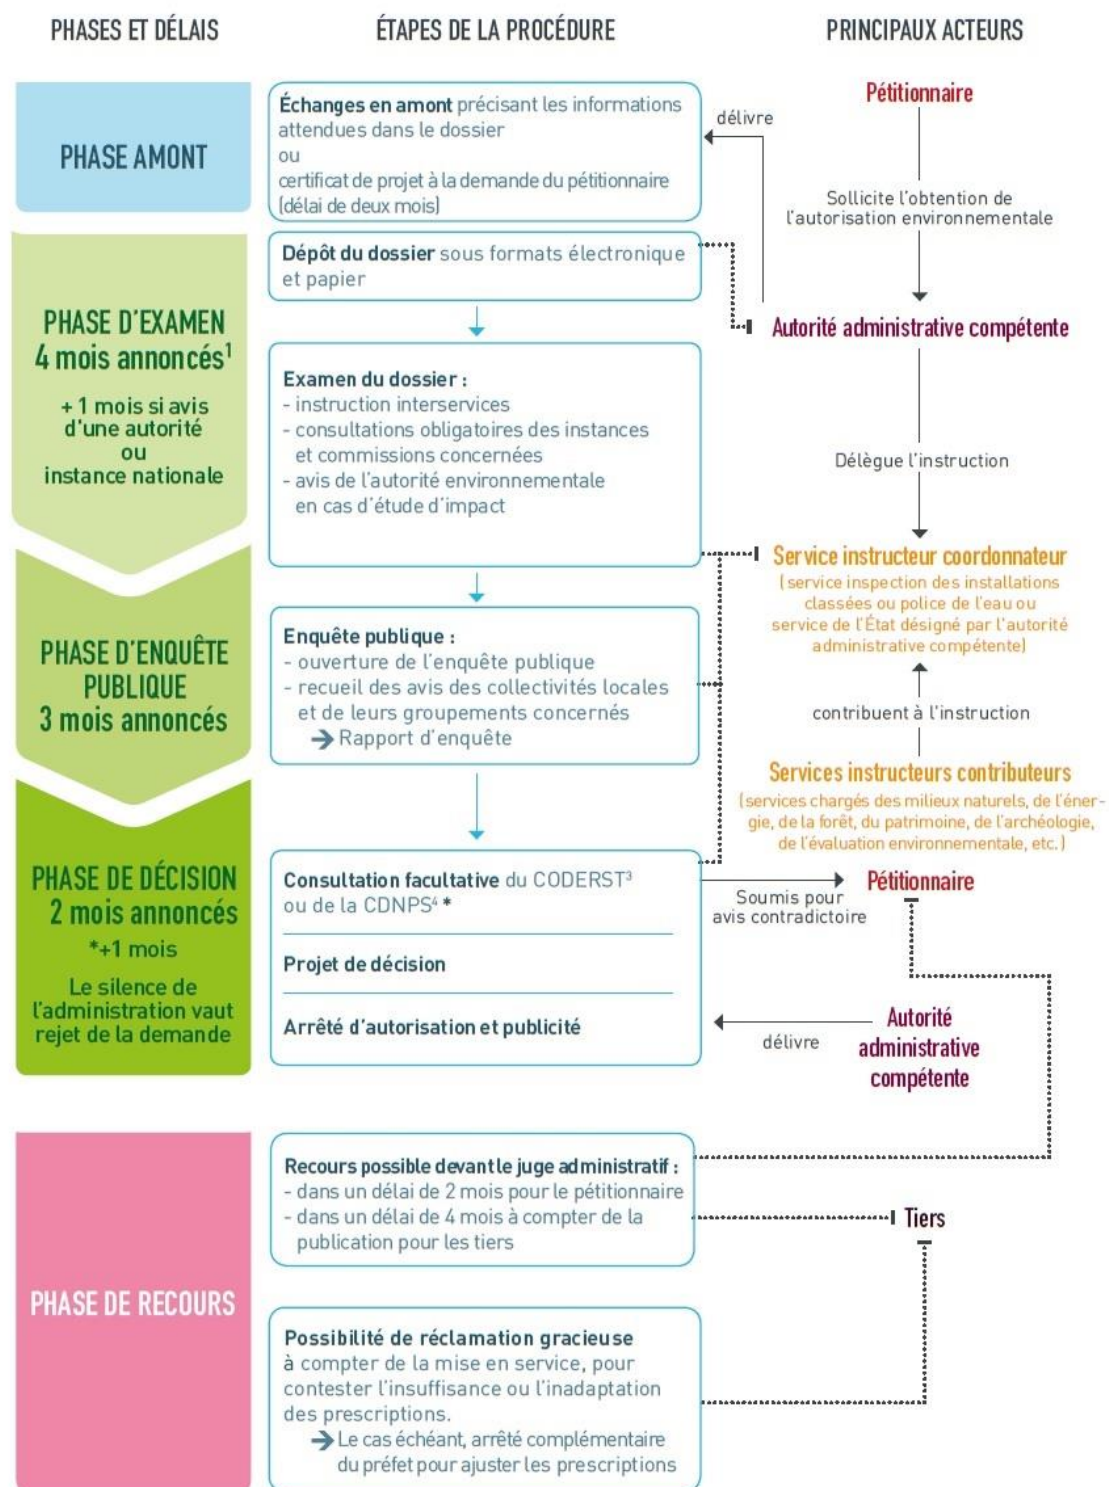 PHASES ET DÉLAIS
ÉTAPES DE LA PROCÉDURE
PRINCIPAUX ACTEURS
PHASE AMONT
Échanges en amont précisant les informations
attendues dans le dossier
ou
certificat de projet à la demande du pétitionnaire
(délai de deux mois)
délivre
Pétitionnaire
Sollicite l'obtention de
l'autorisation environnementale
PHASE D'EXAMEN
4 mois annoncés¹
+ 1 mois si avis
d'une autorité
ou
instance nationale
Dépôt du dossier sous formats électronique
et papier
Autorité administrative compétente
Examen du dossier :
- instruction interservices
- consultations obligatoires des instances
et commissions concernées
- avis de l'autorité environnementale
en cas d'étude d'impact
Délègue l'instruction
Service instructeur coordonnateur
(service inspection des installations
classées ou police de l'eau ou
service de l'État désigné par l'autorité
administrative compétente)
PHASE D'ENQUÊTE
PUBLIQUE
3 mois annoncés
Enquête publique :
- ouverture de l'enquête publique
- recueil des avis des collectivités locales
et de leurs groupements concernés
→ Rapport d'enquête
contribuent à l'instruction
Services instructeurs contributeurs
(services chargés des milieux naturels, de l'éner-
gie, de la forêt, du patrimoine, de l'archéologie,
de l'évaluation environnementale, etc.)
PHASE DE DÉCISION
2 mois annoncés
*+1 mois
Le silence de
l'administration vaut
rejet de la demande
Consultation facultative du CODERST³
ou de la CDNPS⁴ *
Projet de décision
Arrêté d'autorisation et publicité
Soumis pour
avis contradictoire
Pétitionnaire
délivre
Autorité
administrative
compétente
PHASE DE RECOURS
Recours possible devant le juge administratif :
- dans un délai de 2 mois pour le pétitionnaire
- dans un délai de 4 mois à compter de la
publication pour les tiers
Tiers
Possibilité de réclamation gracieuse
à compter de la mise en service, pour
contester l'insuffisance ou l'inadaptation
des prescriptions.
→ Le cas échéant, arrêté complémentaire
du préfet pour ajuster les prescriptions